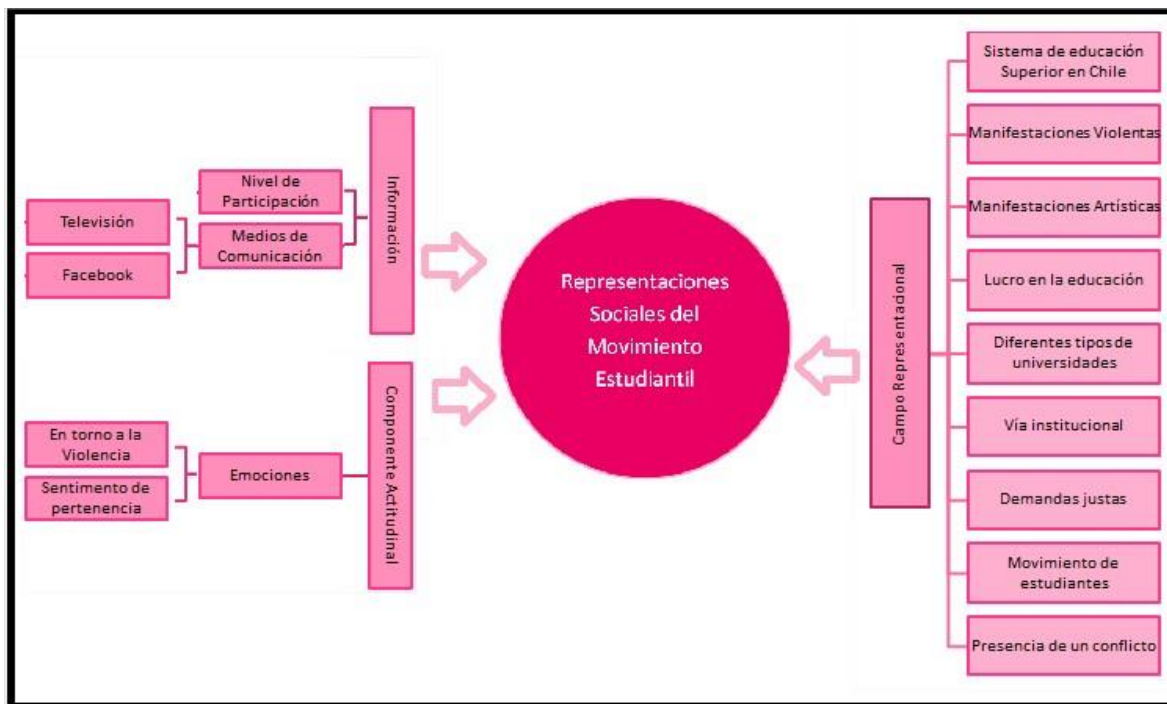 Televisión
Facebook
Nivel de
Participación
Medios de
Comunicación
Información
En torno a la
Violencia
Sentimento de
pertenencia
Emociones
Componente Actitudinal
Representaciones
Sociales del
Movimiento
Estudiantil
Campo Representadonal
Sistema de educación
Superior en Chile
Manifestaciones Violentas
Manifestaciones Artísticas
Lucro en la educación
Diferentes tipos de
universidades
Vía institucional
Demandas justas
Movimiento de
estudiantes
Presencia de un conflicto